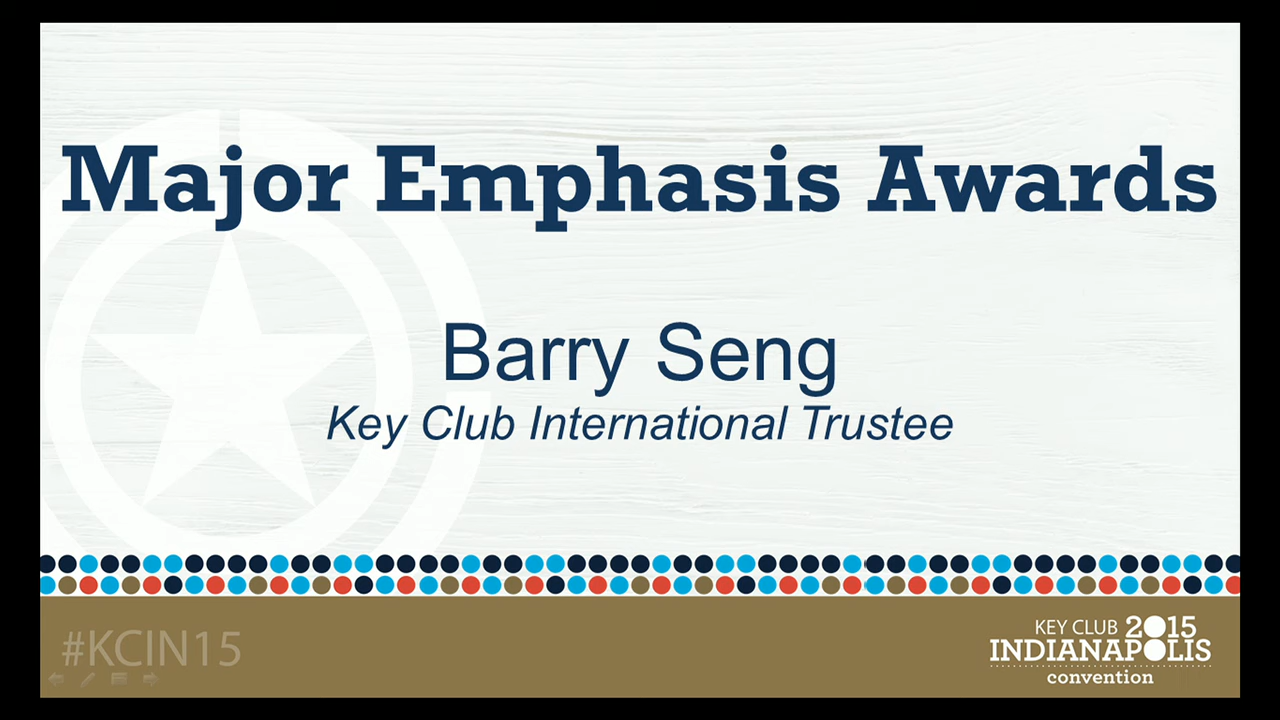 Major Emphasis Awards
Barry Seng
Key Club International Trustee
#KCIN15
KEY CLUB 2015
INDIANAPOLIS
convention